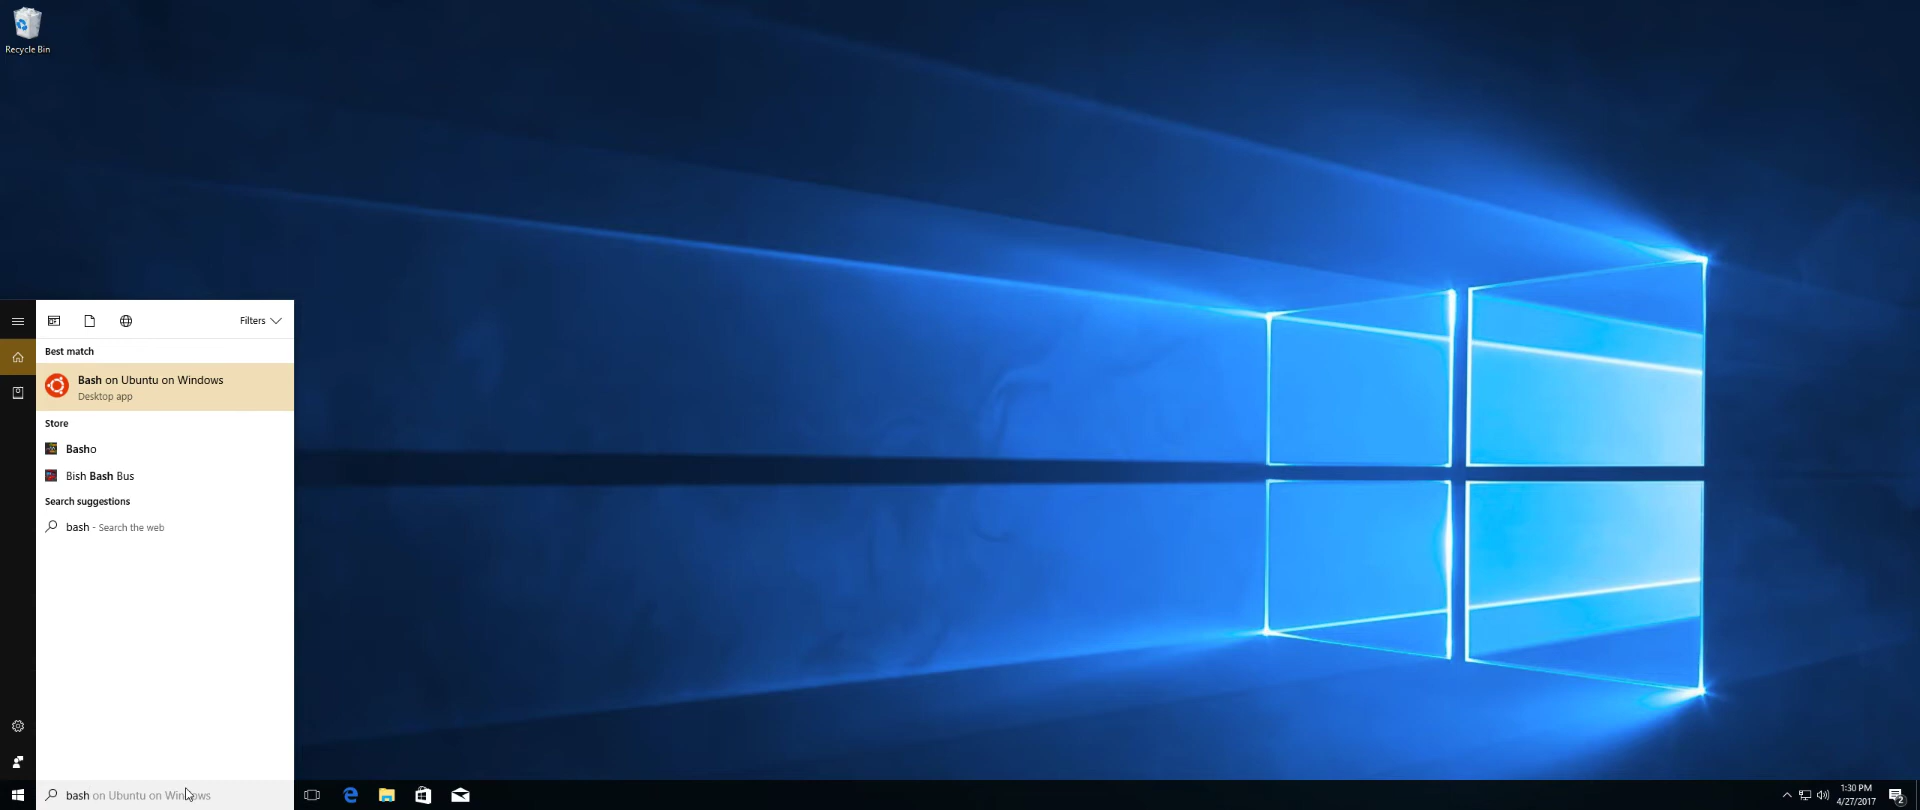 Recycle Bin
Filters
Best match
Bash on Ubuntu on Windows
Desktop app
Store
Basho
Bish Bash Bus
Search suggestions
bash - Search the web
bash on Ubuntu on Windows
1:30 PM
4/27/2017
2